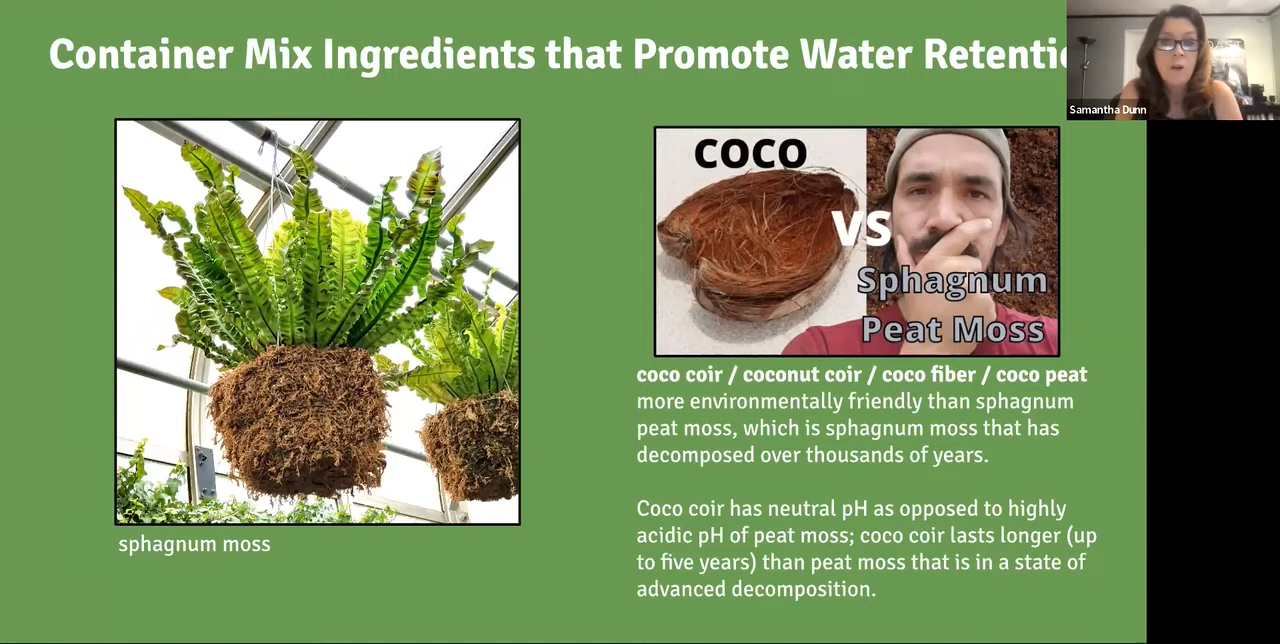 Container Mix Ingredients that Promote Water Retentio
Samantha Dunn
coco
vs
Sphagnum
Peat Moss
coco coir / coconut coir / coco fiber / coco peat
more environmentally friendly than sphagnum
peat moss, which is sphagnum moss that has
decomposed over thousands of years.
Coco coir has neutral pH as opposed to highly
acidic pH of peat moss; coco coir lasts longer (up
to five years) than peat moss that is in a state of
advanced decomposition.
sphagnum moss